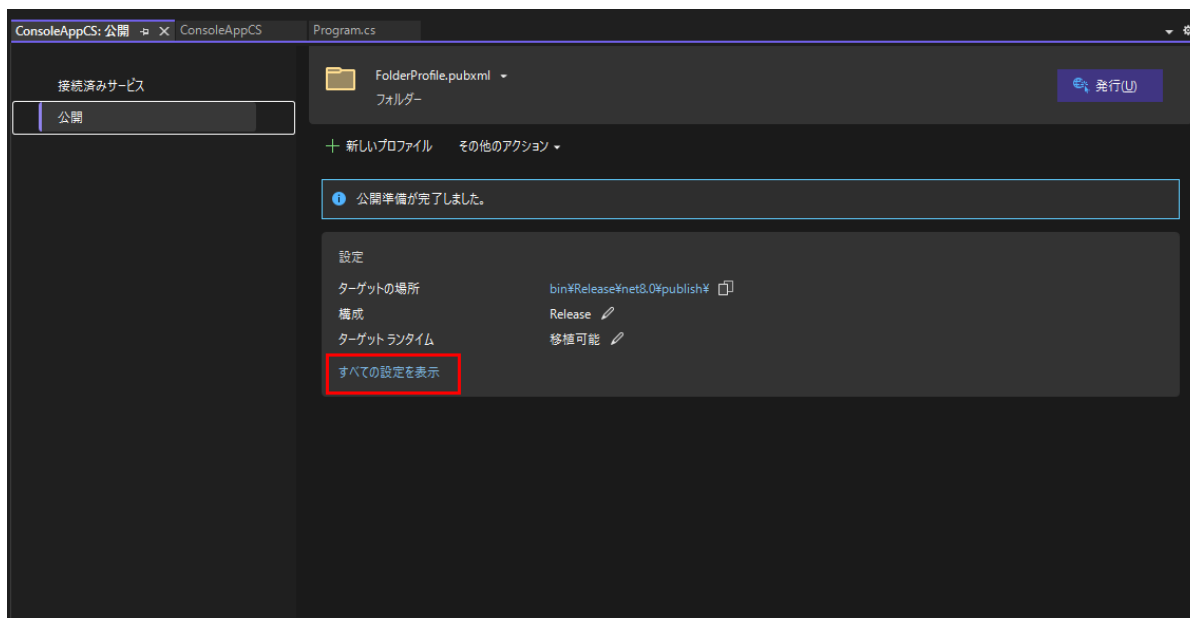 ConsoleAppCS: 公開 ConsoleAppCS Program.cs
接続済みサービス
公開
FolderProfile.pubxml
フォルダー
発行(U)
新しいプロファイル その他のアクション
公開準備が完了しました。
設定
ターゲットの場所 bin¥Release¥net8.0¥publish¥
構成 Release
ターゲット ランタイム 移植可能
すべての設定を表示